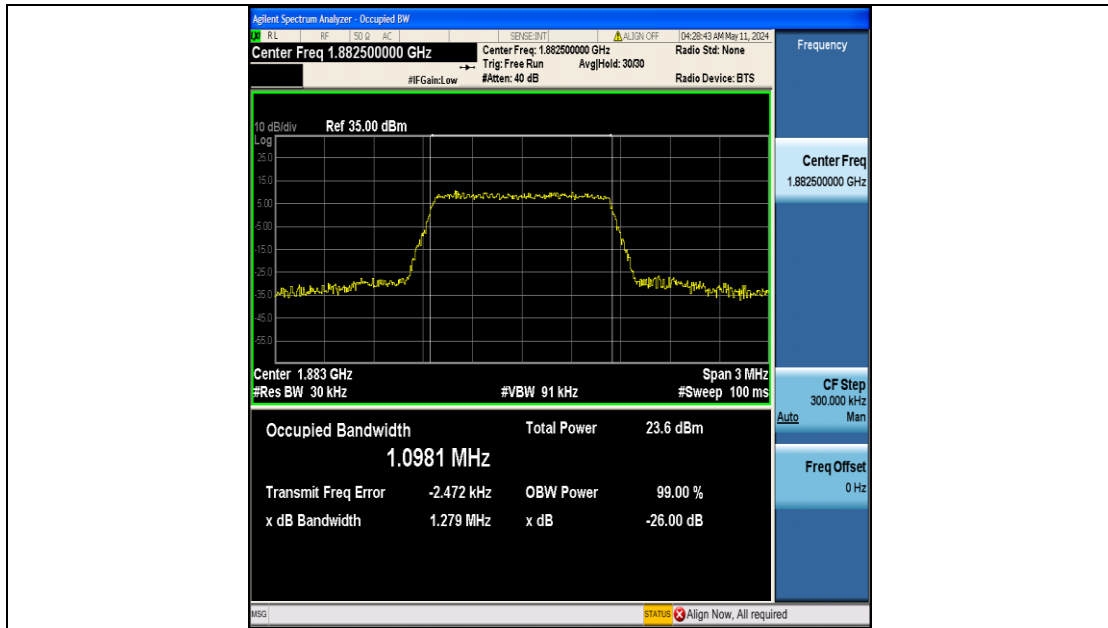 Agilent Spectrum Analyzer - Occupied BW
RL RF 50 Ω AC SENSE:INT ALIGN OFF 04:28:43 AM May 11, 2024
Center Freq 1.882500000 GHz
Center Freq: 1.882500000 GHz Radio Std: None
Trig: Free Run Avg|Hold: 30/30
#IFGain:Low #Atten: 40 dB Radio Device: BTS
Frequency
10 dB/div Ref 35.00 dBm
Log
25.0
15.0
5.00
-5.00
-15.0
-25.0
-35.0
-45.0
-55.0
Center 1.883 GHz Span 3 MHz
#Res BW 30 kHz #VBW 91 kHz #Sweep 100 ms
Occupied Bandwidth Total Power 23.6 dBm
1.0981 MHz
Transmit Freq Error -2.472 kHz OBW Power 99.00 %
x dB Bandwidth 1.279 MHz x dB -26.00 dB
Center Freq
1.882500000 GHz
CF Step
300.000 kHz
Auto Man
Freq Offset
0 Hz
MSG STATUS Align Now, All required